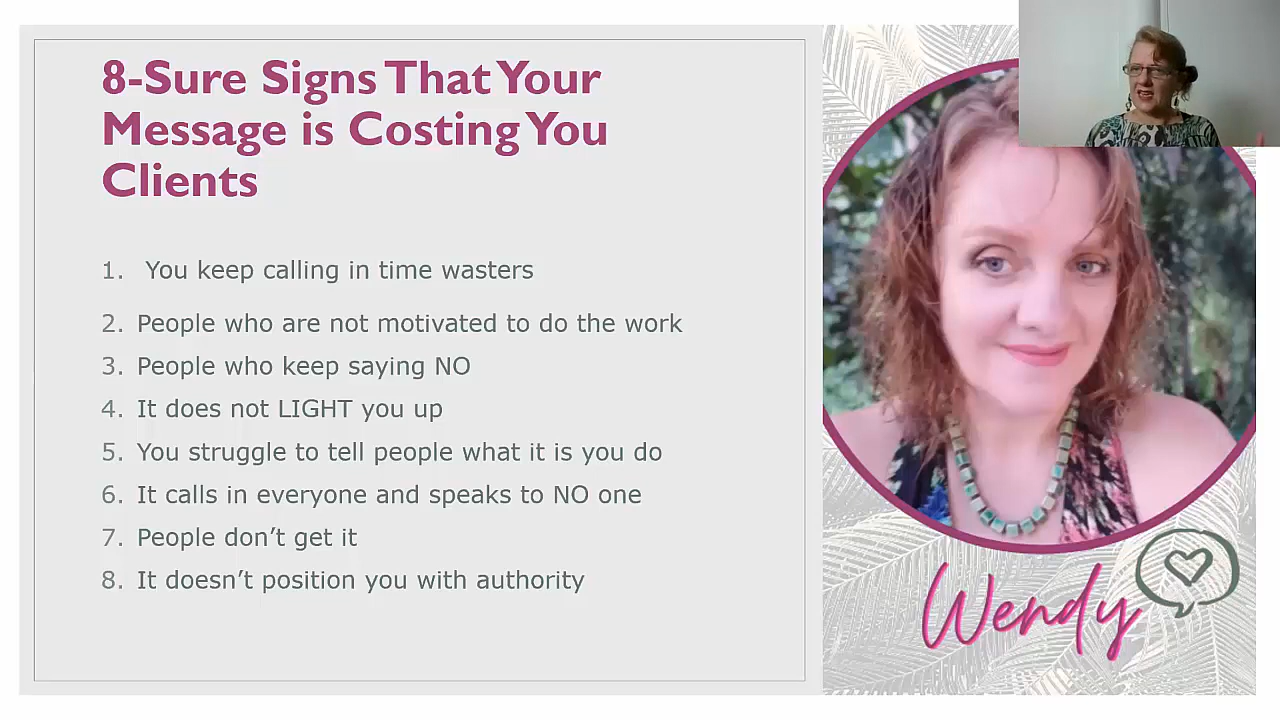 8-Sure Signs That Your
Message is Costing You
Clients
1. You keep calling in time wasters
2. People who are not motivated to do the work
3. People who keep saying NO
4. It does not LIGHT you up
5. You struggle to tell people what it is you do
6. It calls in everyone and speaks to NO one
7. People don’t get it
8. It doesn’t position you with authority
Wendy